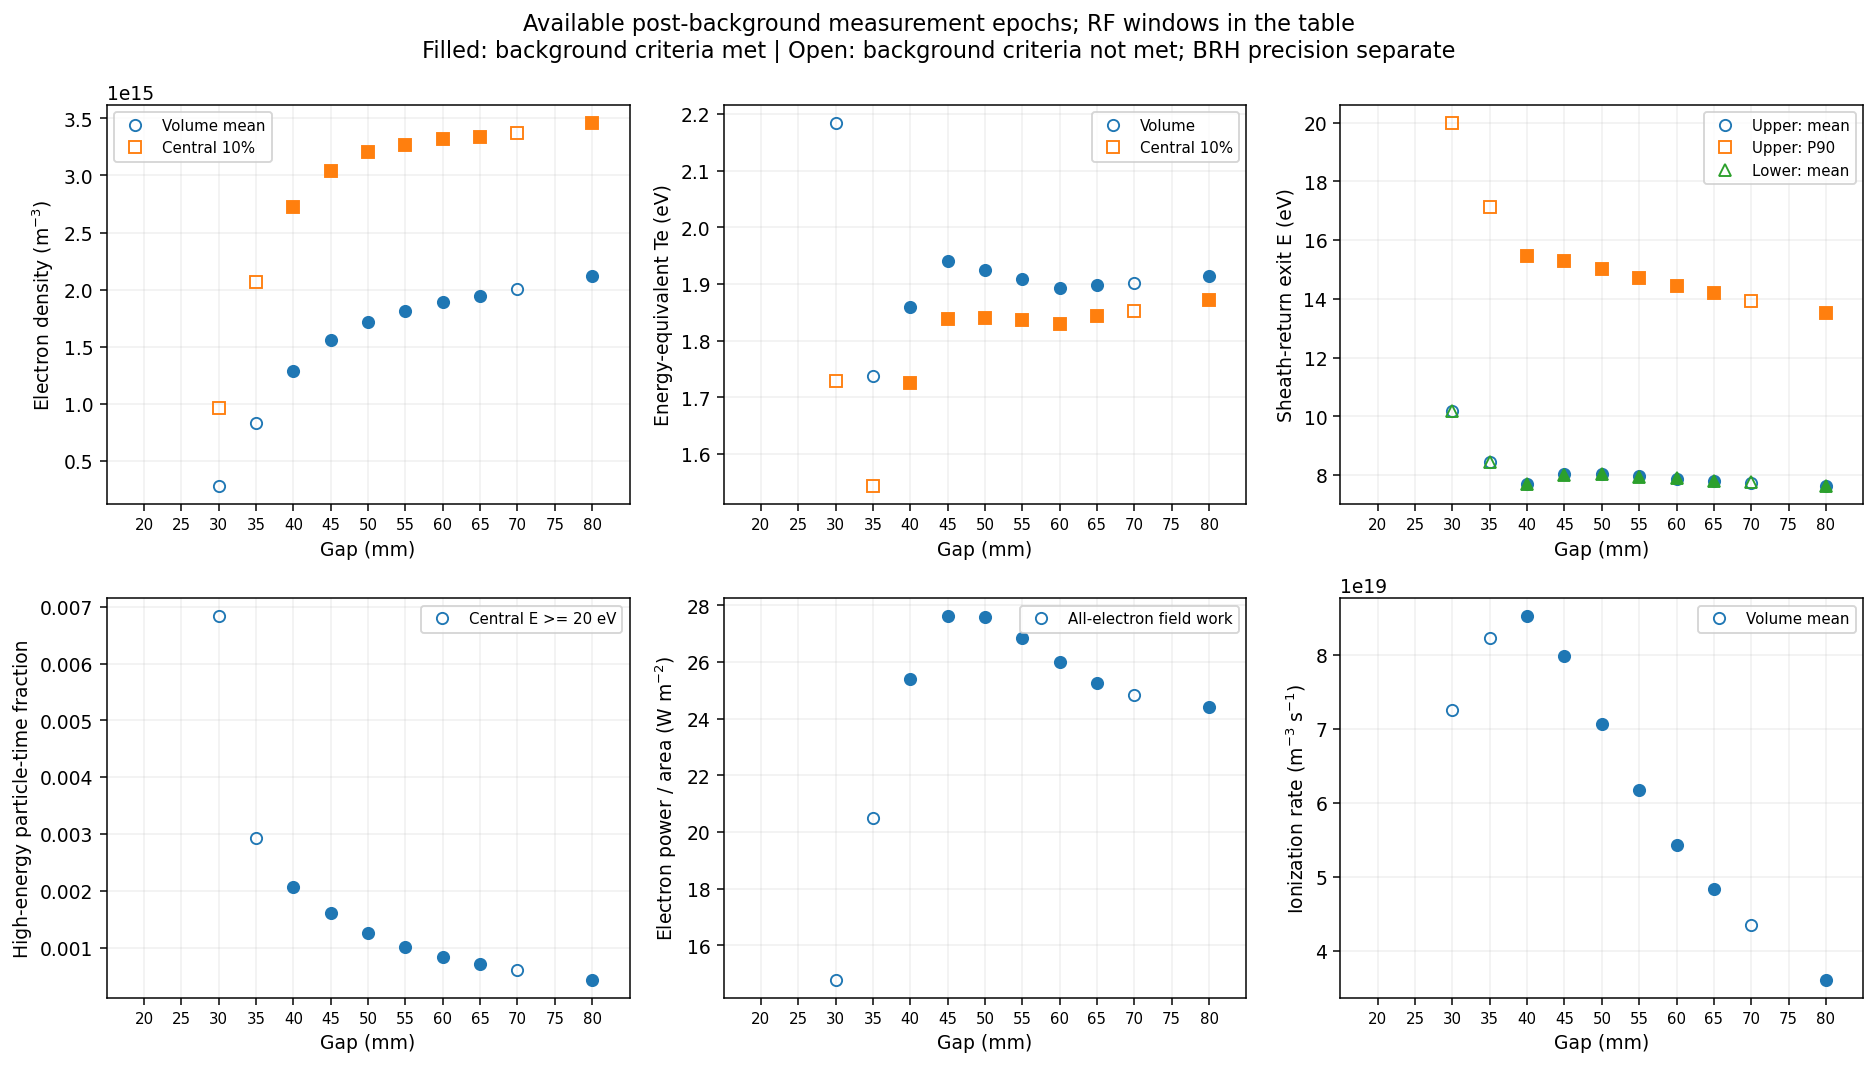 Available post-background measurement epochs; RF windows in the table
Filled: background criteria met | Open: background criteria not met; BRH precision separate
1e15
Electron density (m⁻³)
3.5
3.0
2.5
2.0
1.5
1.0
0.5
Volume mean
Central 10%
20 25 30 35 40 45 50 55 60 65 70 80
Gap (mm)
Energy-equivalent Te (eV)
2.2
2.1
2.0
1.9
1.8
1.7
1.6
Volume
Central 10%
20 25 30 35 40 45 50 55 60 65 70 80
Gap (mm)
Sheath-return exit E (eV)
20
18
16
14
12
10
8
Upper: mean
Upper: P90
Lower: mean
20 25 30 35 40 45 50 55 60 65 70 80
Gap (mm)
High-energy particle-time fraction
0.007
0.006
0.005
0.004
0.003
0.002
0.001
Central E >= 20 eV
20 25 30 35 40 45 50 55 60 65 70 80
Gap (mm)
Electron power / area (W m⁻²)
28
26
24
22
20
18
16
All-electron field work
20 25 30 35 40 45 50 55 60 65 70 80
Gap (mm)
1e19
Ionization rate (m⁻³ s⁻¹)
8
7
6
5
4
Volume mean
20 25 30 35 40 45 50 55 60 65 70 80
Gap (mm)